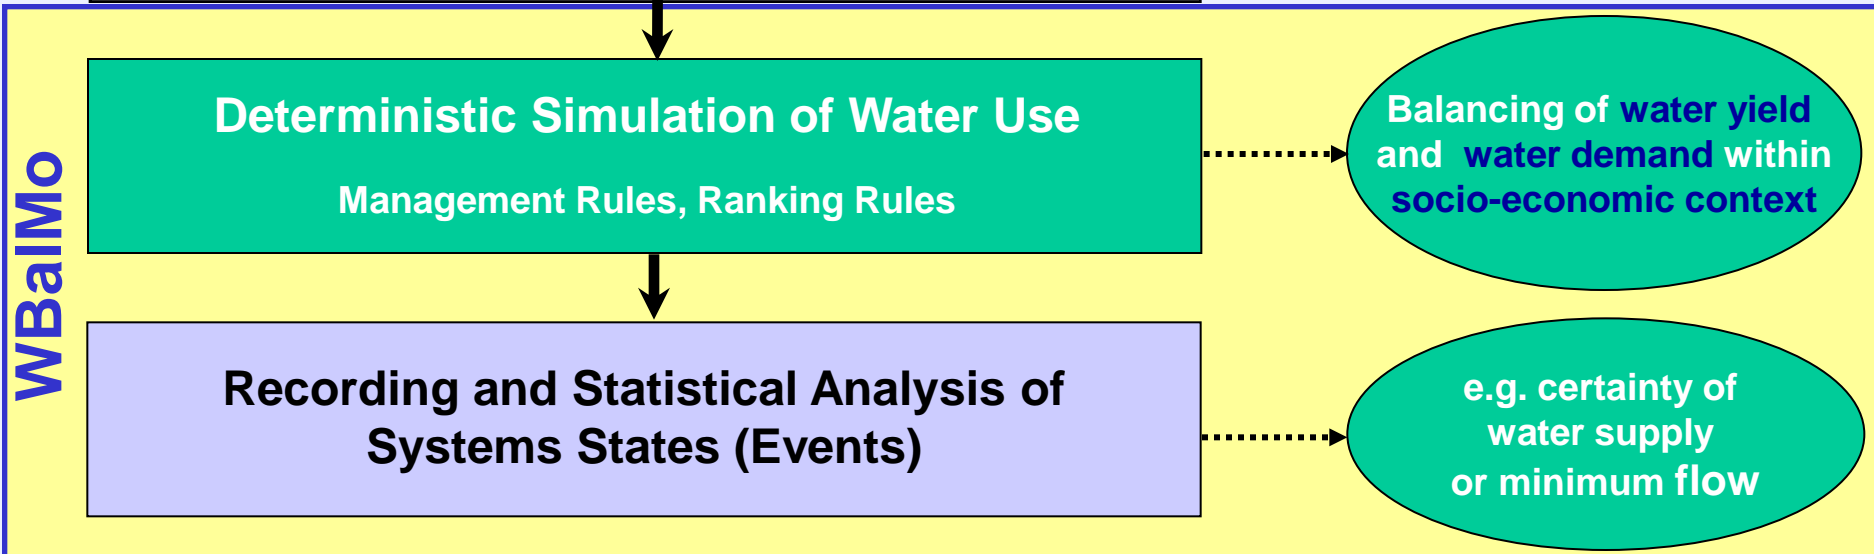 WBalMo
Deterministic Simulation of Water Use
Management Rules, Ranking Rules
Balancing of water yield
and water demand within
socio-economic context
Recording and Statistical Analysis of
Systems States (Events)
e.g. certainty of
water supply
or minimum flow